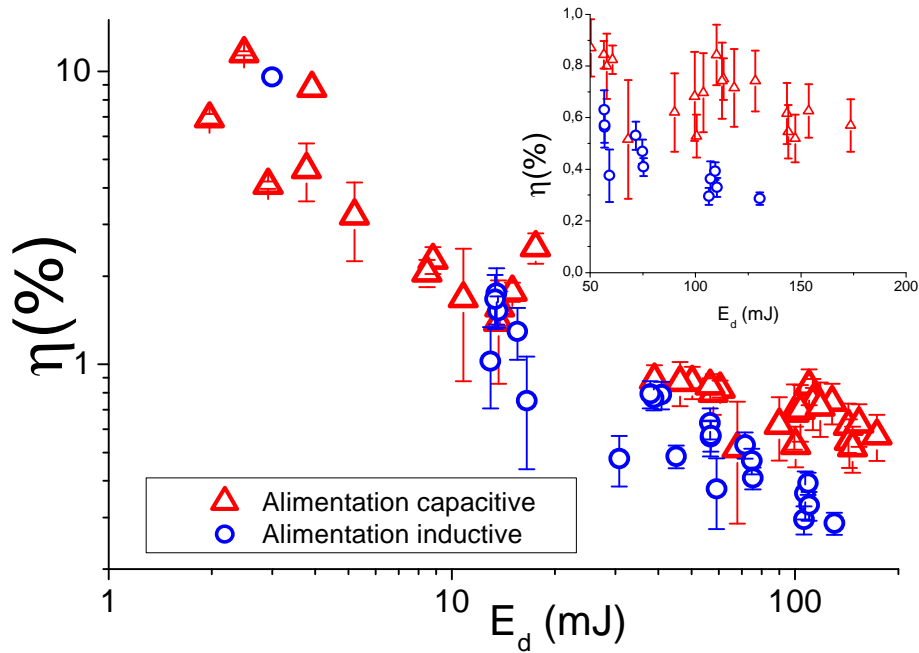 10
1
η(%)
1
10
100
200
E_d (mJ)
Alimentation capacitive
Alimentation inductive
1,0
0,8
0,6
0,4
0,2
0,0
η(%)
50
100
150
200
E_d (mJ)